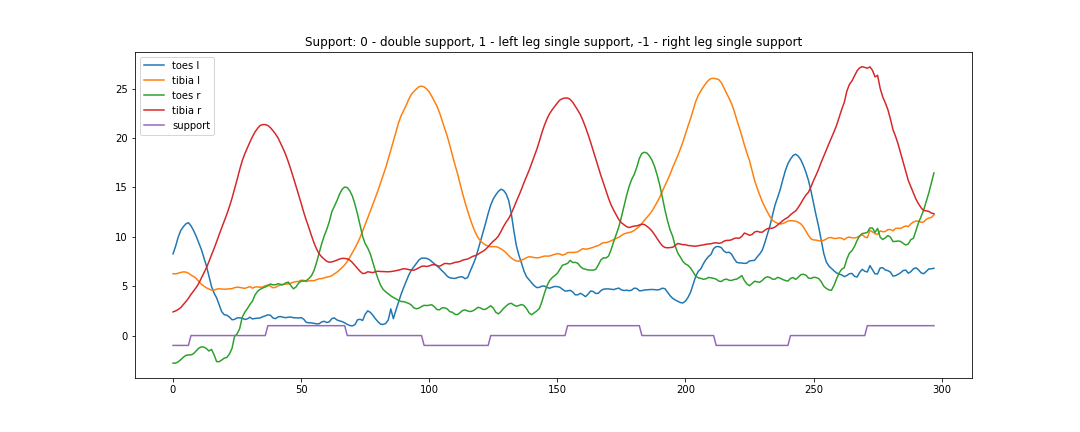 Support: 0 - double support, 1 - left leg single support, -1 - right leg single support
toes l
tibia l
toes r
tibia r
support
25
20
15
10
5
0
0 50 100 150 200 250 300